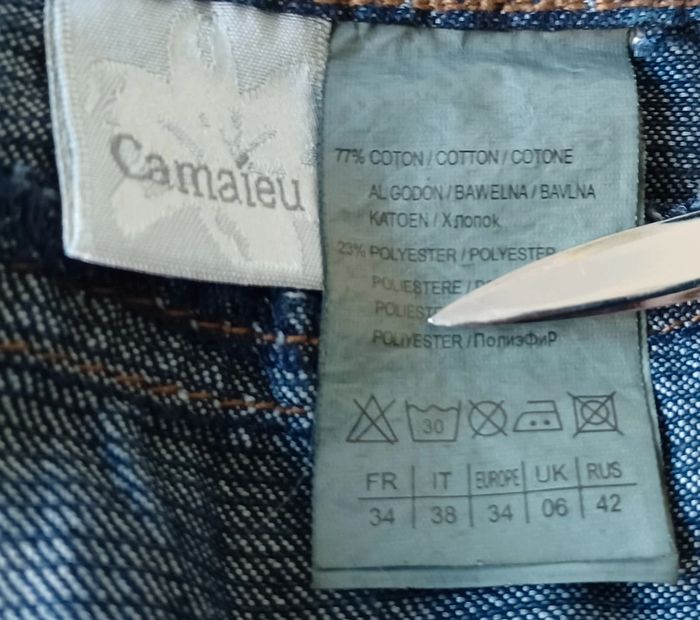 Camaïeu
77% COTON / COTTON / COTONE
ALGODON / BAWELNA / BAVLNA
KATOEN / Хлопок
23% POLYESTER / POLYESTER
POLIESTERE /
POLYESTER / ПолиэфиР
30
FR IT EUROPE UK RUS
34 38 34 06 42